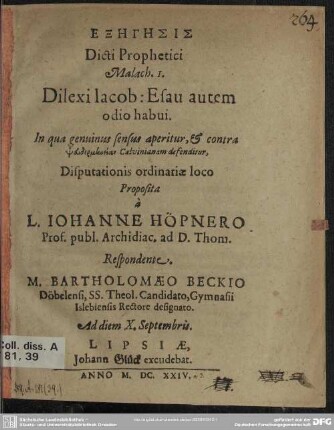 264
ΕΞΗΓΗΣΙΣ
Dicti Prophetici
Malach. 1.
Dilexi Iacob: Esau autem
odio habui.
In qua genuinus sensus aperitur, & contra
Calvinianam defenditur,
Disputationis ordinariæ loco
Proposita
à
L. IOHANNE HÖPNERO
Prof. publ. Archidiac. ad D. Thom.
Respondente,
M. BARTHOLOMÆO BECKIO
Döbelensi, SS. Theol. Candidato, Gymnasii
Islebiensis Rectore designato.
Ad diem X. Septembris.
LIPSIÆ,
Johann Glück excudebat.
ANNO M. DC. XXIV.
Coll. diss. A
81, 39